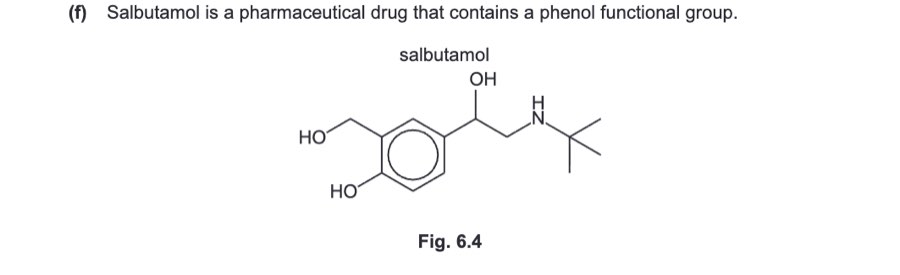 (f) Salbutamol is a pharmaceutical drug that contains a phenol functional group.
salbutamol
OH
H
N
HO
HO
Fig. 6.4